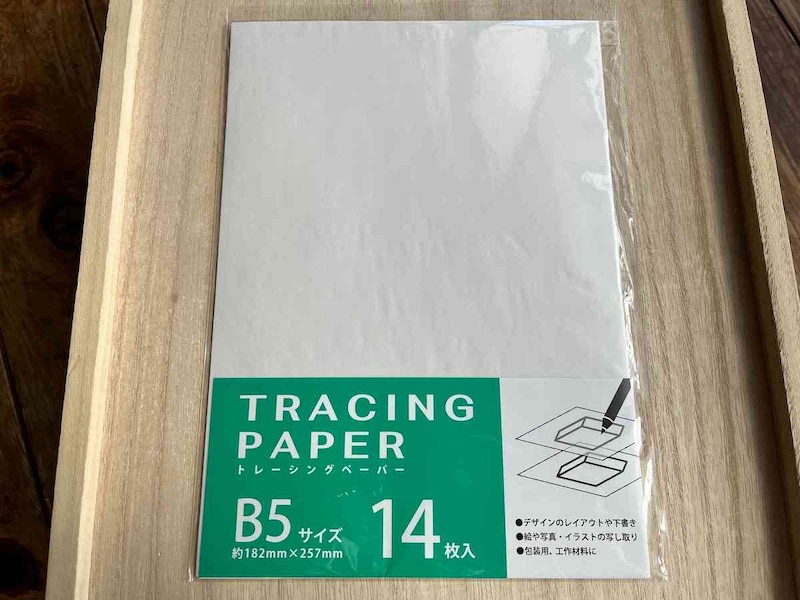 TRACING
PAPER
トレーシングペーパー
B5サイズ 14枚入
約182mm×257mm
●デザインのレイアウトや下書き
●絵や写真・イラストの写し取り
●包装用、工作材料に